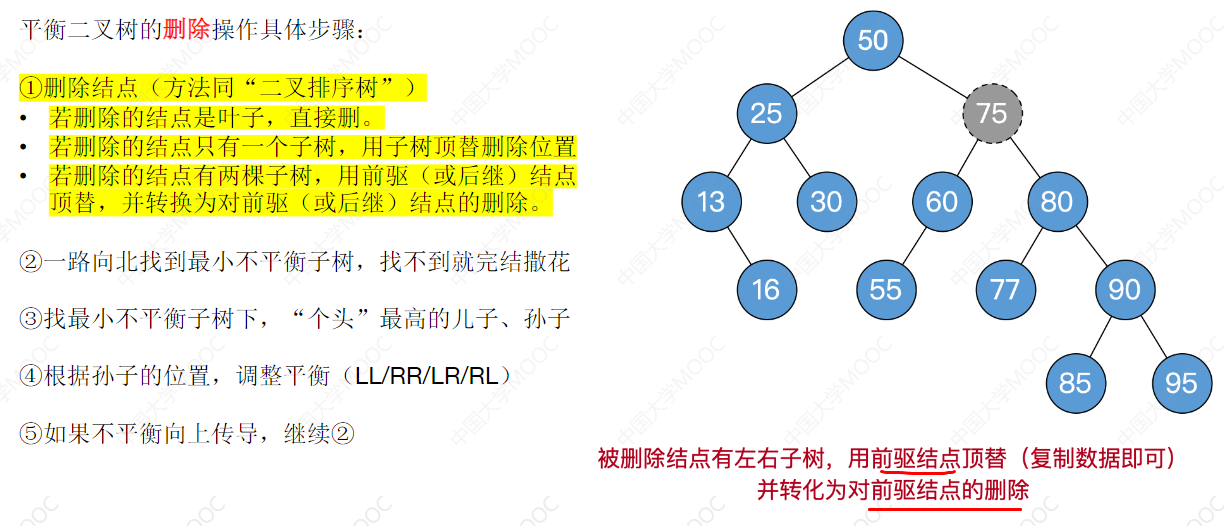 平衡二叉树的删除操作具体步骤：
①删除结点（方法同“二叉排序树”）
• 若删除的结点是叶子，直接删。
• 若删除的结点只有一个子树，用子树顶替删除位置
• 若删除的结点有两棵子树，用前驱（或后继）结点
顶替，并转换为对前驱（或后继）结点的删除。
②一路向北找到最小不平衡子树，找不到就完结撒花
③找最小不平衡子树下，“个头”最高的儿子、孙子
④根据孙子的位置，调整平衡（LL/RR/LR/RL）
⑤如果不平衡向上传导，继续②
50
25 75
13 30 60 80
16 55 77 90
85 95
被删除结点有左右子树，用前驱结点顶替（复制数据即可）
并转化为对前驱结点的删除
中国大学MOOC